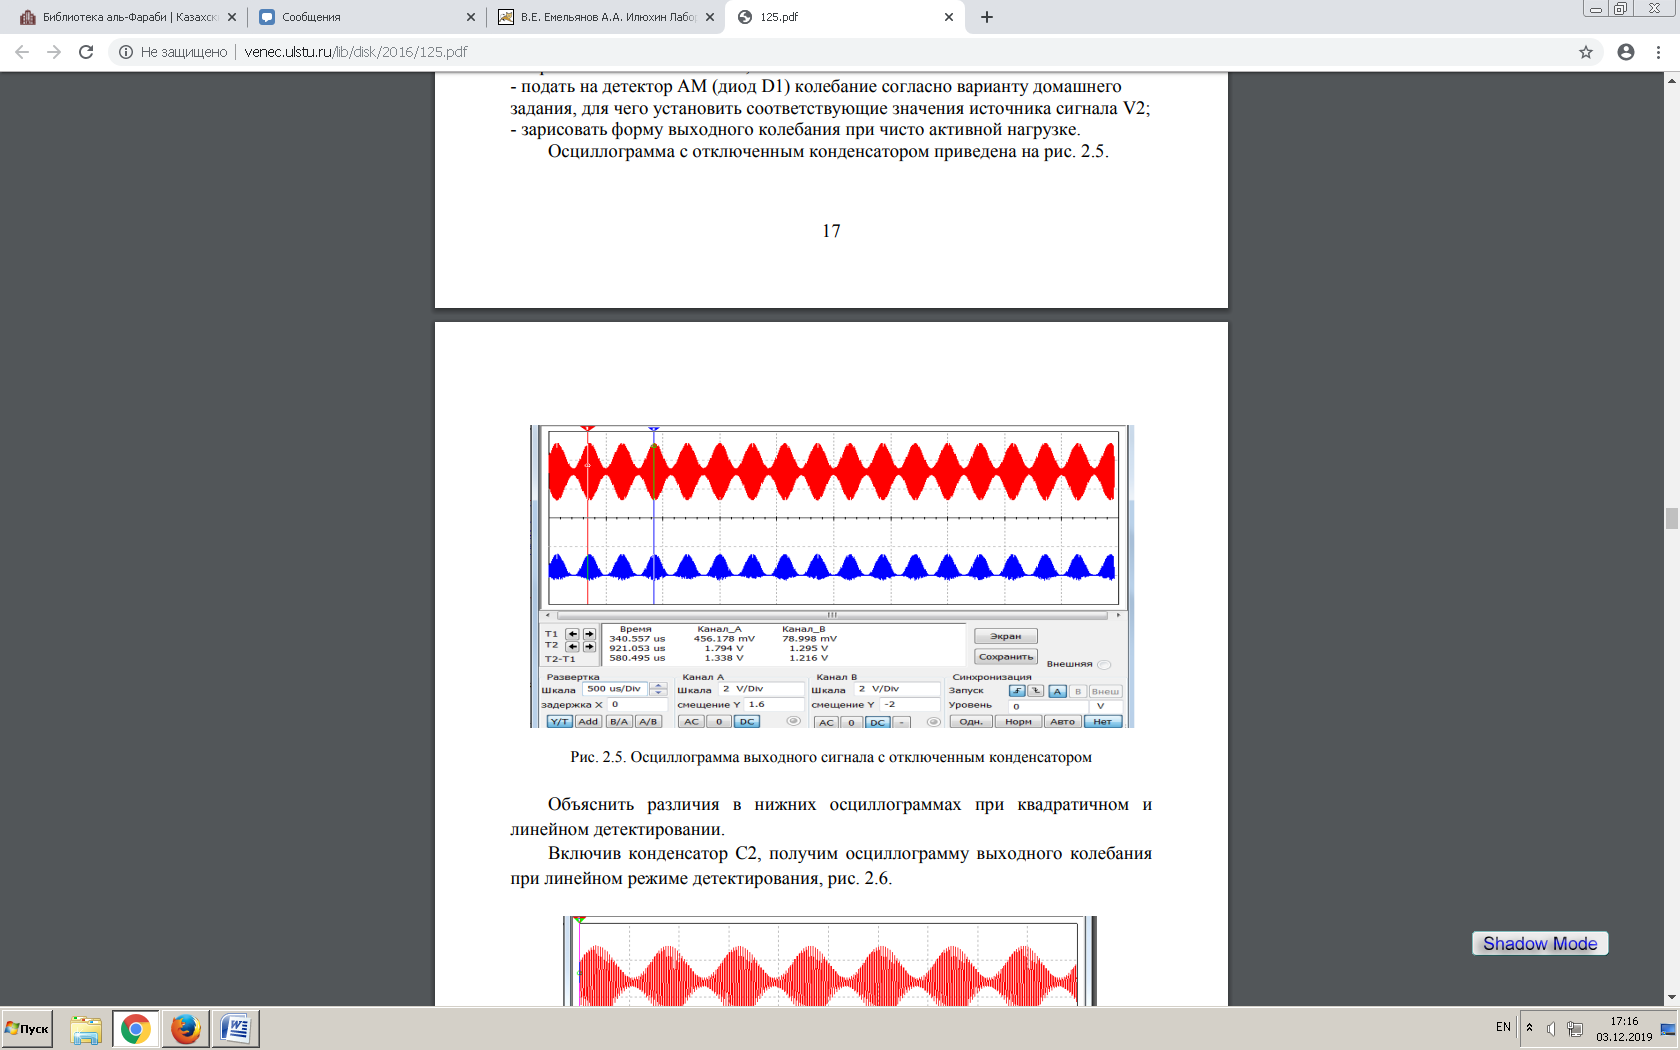 Библиотека аль-Фараби | Казахск
Сообщения
В.Е. Емельянов А.А. Илюхин Лабор
125.pdf
Не защищено
venec.ulstu.ru/lib/disk/2016/125.pdf
- подать на детектор АМ (диод D1) колебание согласно варианту домашнего
задания, для чего установить соответствующие значения источника сигнала V2;
- зарисовать форму выходного колебания при чисто активной нагрузке.
Осциллограмма с отключенным конденсатором приведена на рис. 2.5.
17
Время Канал_A Канал_B
T1 340.557 us 456.178 mV 78.998 mV
T2 921.053 us 1.794 V 1.295 V
T2-T1 580.495 us 1.338 V 1.216 V
Экран
Сохранить
Внешняя
Развертка Канал A Канал B Синхронизация
Шкала 500 us/Div Шкала 2 V/Div Шкала 2 V/Div Запуск A B Внеш
задержка X 0 смещение Y 1.6 смещение Y -2 Уровень 0 V
Y/T Add B/A A/B AC 0 DC AC 0 DC - Одн. Норм Авто Нет
Рис. 2.5. Осциллограмма выходного сигнала с отключенным конденсатором
Объяснить различия в нижних осциллограммах при квадратичном и
линейном детектировании.
Включив конденсатор С2, получим осциллограмму выходного колебания
при линейном режиме детектирования, рис. 2.6.
Shadow Mode
Пуск
EN
17:16
03.12.2019